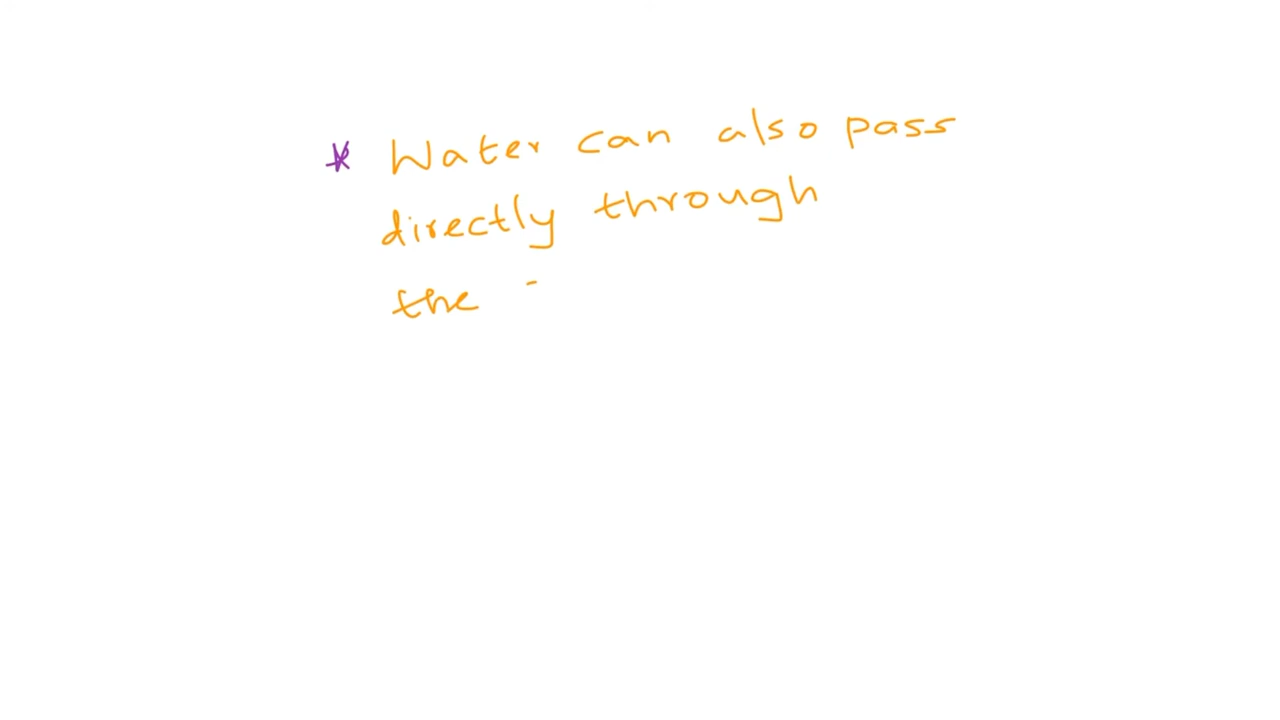 * Water can also pass
directly through
the